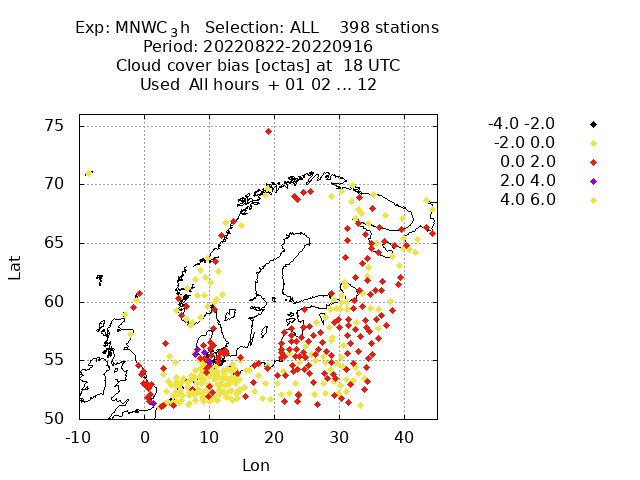 Exp: MNWC_3h Selection: ALL 398 stations
Period: 20220822-20220916
Cloud cover bias [octas] at 18 UTC
Used All hours + 01 02 ... 12
-4.0 -2.0
-2.0 0.0
0.0 2.0
2.0 4.0
4.0 6.0
75
70
65
60
55
50
Lat
-10 0 10 20 30 40
Lon